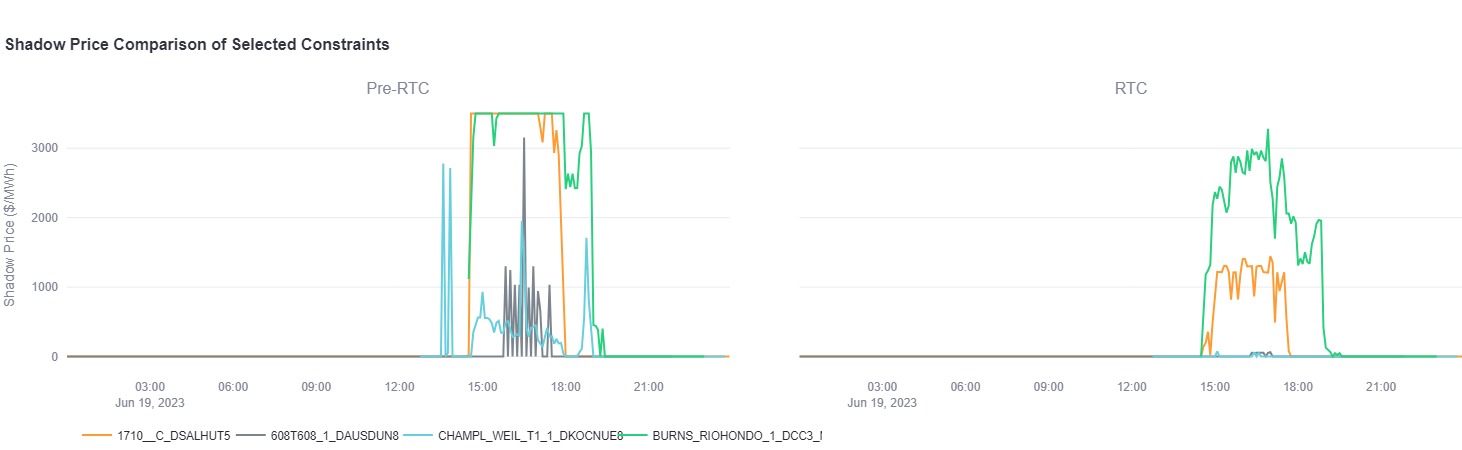 Shadow Price Comparison of Selected Constraints
Pre-RTC
RTC
Shadow Price ($/MWh)
3000
2000
1000
0
03:00 06:00 09:00 12:00 15:00 18:00 21:00
Jun 19, 2023
03:00 06:00 09:00 12:00 15:00 18:00 21:00
Jun 19, 2023
1710__C_DSALHUT5 608T608_1_DAUSDUN8 CHAMPL_WEIL_T1_1_DKOCNUE8 BURNS_RIOHONDO_1_DCC3_